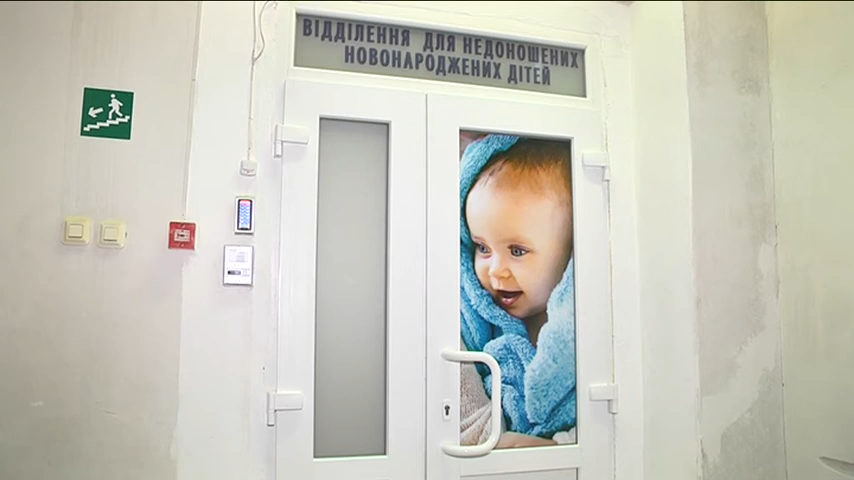 ВІДДІЛЕННЯ ДЛЯ НЕДОНОШЕНИХ
НОВОНАРОДЖЕНИХ ДІТЕЙ